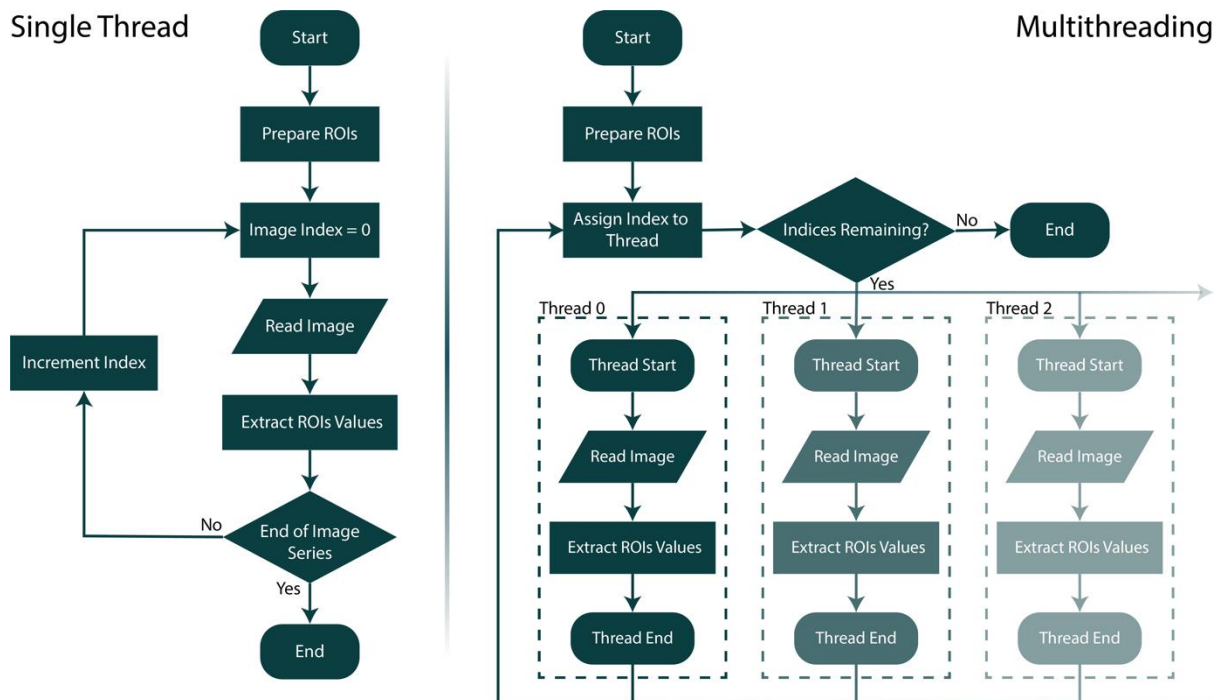 Single Thread
Start
Prepare ROIs
Image Index = 0
Read Image
Increment Index
Extract ROIs Values
No
End of Image
Series
Yes
End
Multithreading
Start
Prepare ROIs
Assign Index to
Thread
Indices Remaining?
No
End
Yes
Thread 0
Thread Start
Read Image
Extract ROIs Values
Thread End
Thread 1
Thread Start
Read Image
Extract ROIs Values
Thread End
Thread 2
Thread Start
Read Image
Extract ROIs Values
Thread End